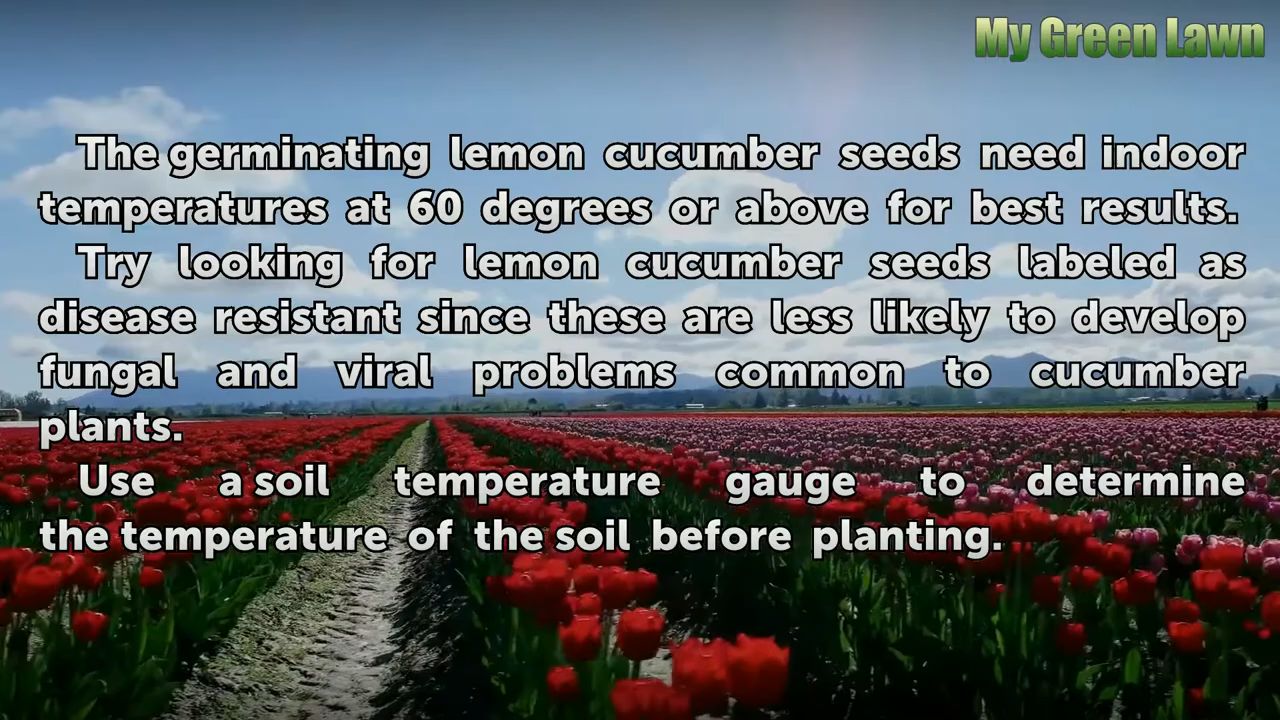 My Green Lawn
The germinating lemon cucumber seeds need indoor
temperatures at 60 degrees or above for best results.
Try looking for lemon cucumber seeds labeled as
disease resistant since these are less likely to develop
fungal and viral problems common to cucumber
plants.
Use a soil temperature gauge to determine
the temperature of the soil before planting.